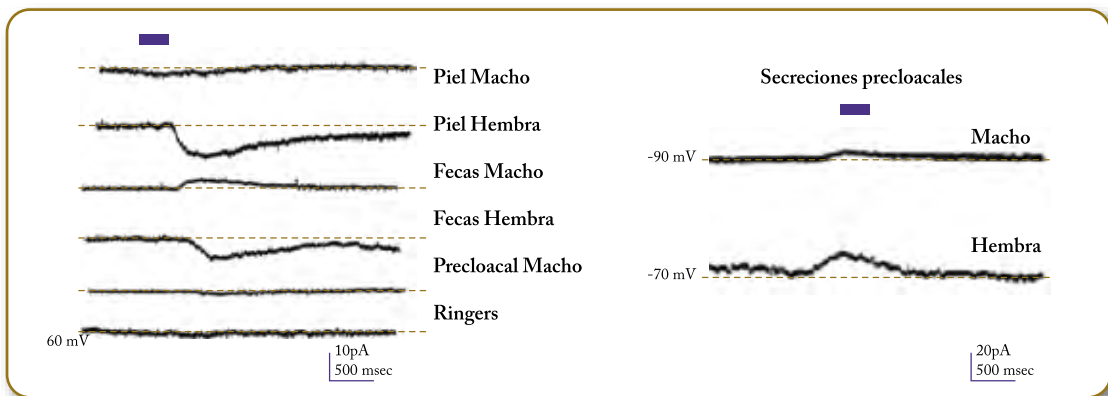 Piel Macho
Piel Hembra
Fecas Macho
Fecas Hembra
Precloacal Macho
Ringers
60 mV
10pA
500 msec
Secreciones precloacales
Macho
-90 mV
Hembra
-70 mV
20pA
500 msec